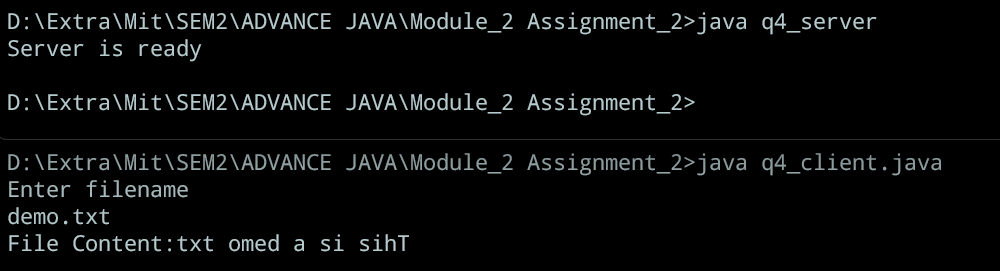 D:\Extra\Mit\SEM2\ADVANCE JAVA\Module_2 Assignment_2>java q4_server
Server is ready
D:\Extra\Mit\SEM2\ADVANCE JAVA\Module_2 Assignment_2>
D:\Extra\Mit\SEM2\ADVANCE JAVA\Module_2 Assignment_2>java q4_client.java
Enter filename
demo.txt
File Content:txt omed a si sihT